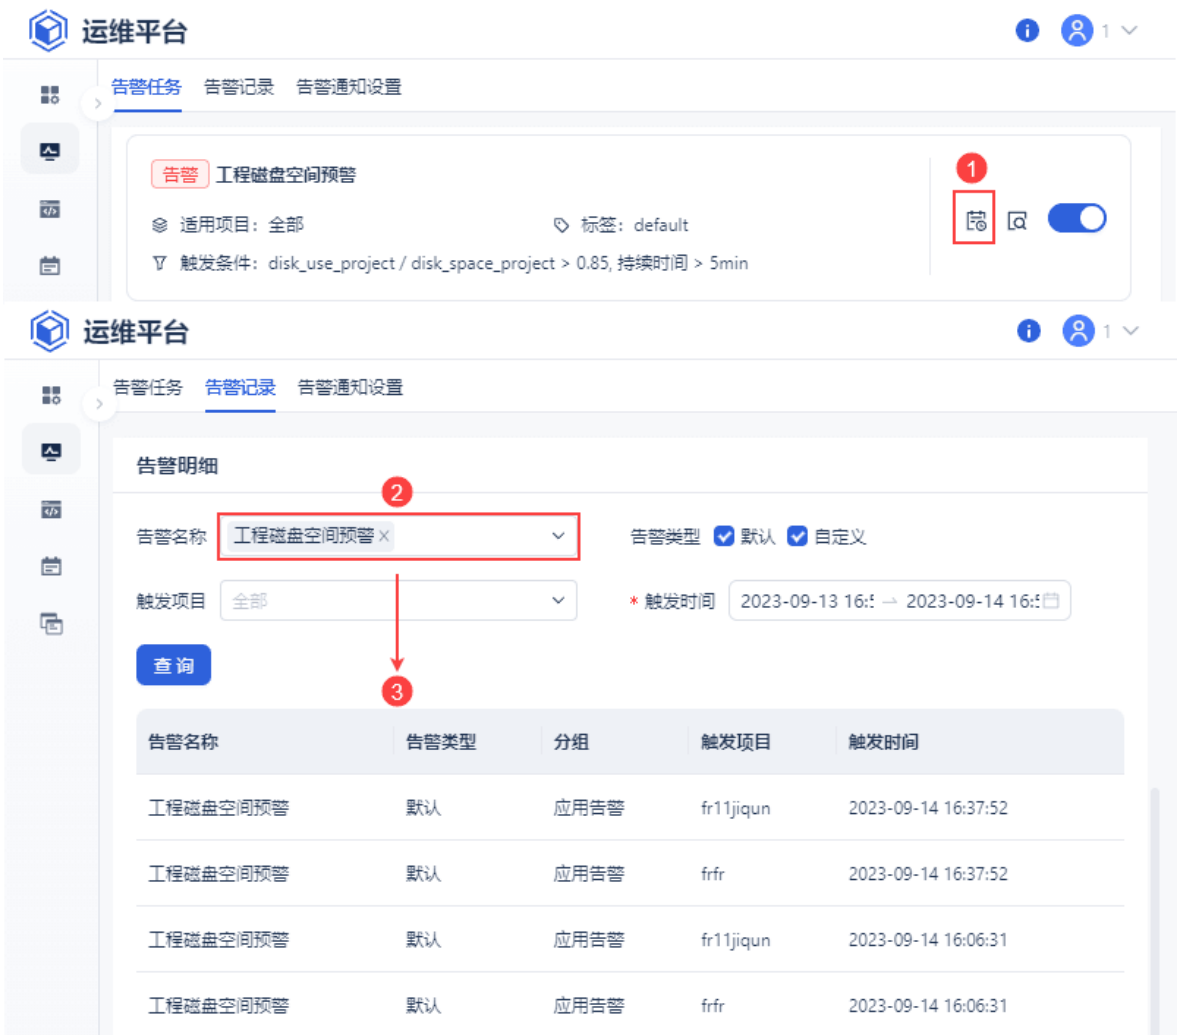 运维平台
1
告警任务 告警记录 告警通知设置
告警 工程磁盘空间预警
1
适用项目：全部 标签：default
触发条件：disk_use_project / disk_space_project > 0.85, 持续时间 > 5min
运维平台
1
告警任务 告警记录 告警通知设置
告警明细
2
告警名称 工程磁盘空间预警 × 告警类型 默认 自定义
触发项目 全部 * 触发时间 2023-09-13 16:5 → 2023-09-14 16:5
查询
3
告警名称 告警类型 分组 触发项目 触发时间
工程磁盘空间预警 默认 应用告警 fr11jiqun 2023-09-14 16:37:52
工程磁盘空间预警 默认 应用告警 frfr 2023-09-14 16:37:52
工程磁盘空间预警 默认 应用告警 fr11jiqun 2023-09-14 16:06:31
工程磁盘空间预警 默认 应用告警 frfr 2023-09-14 16:06:31